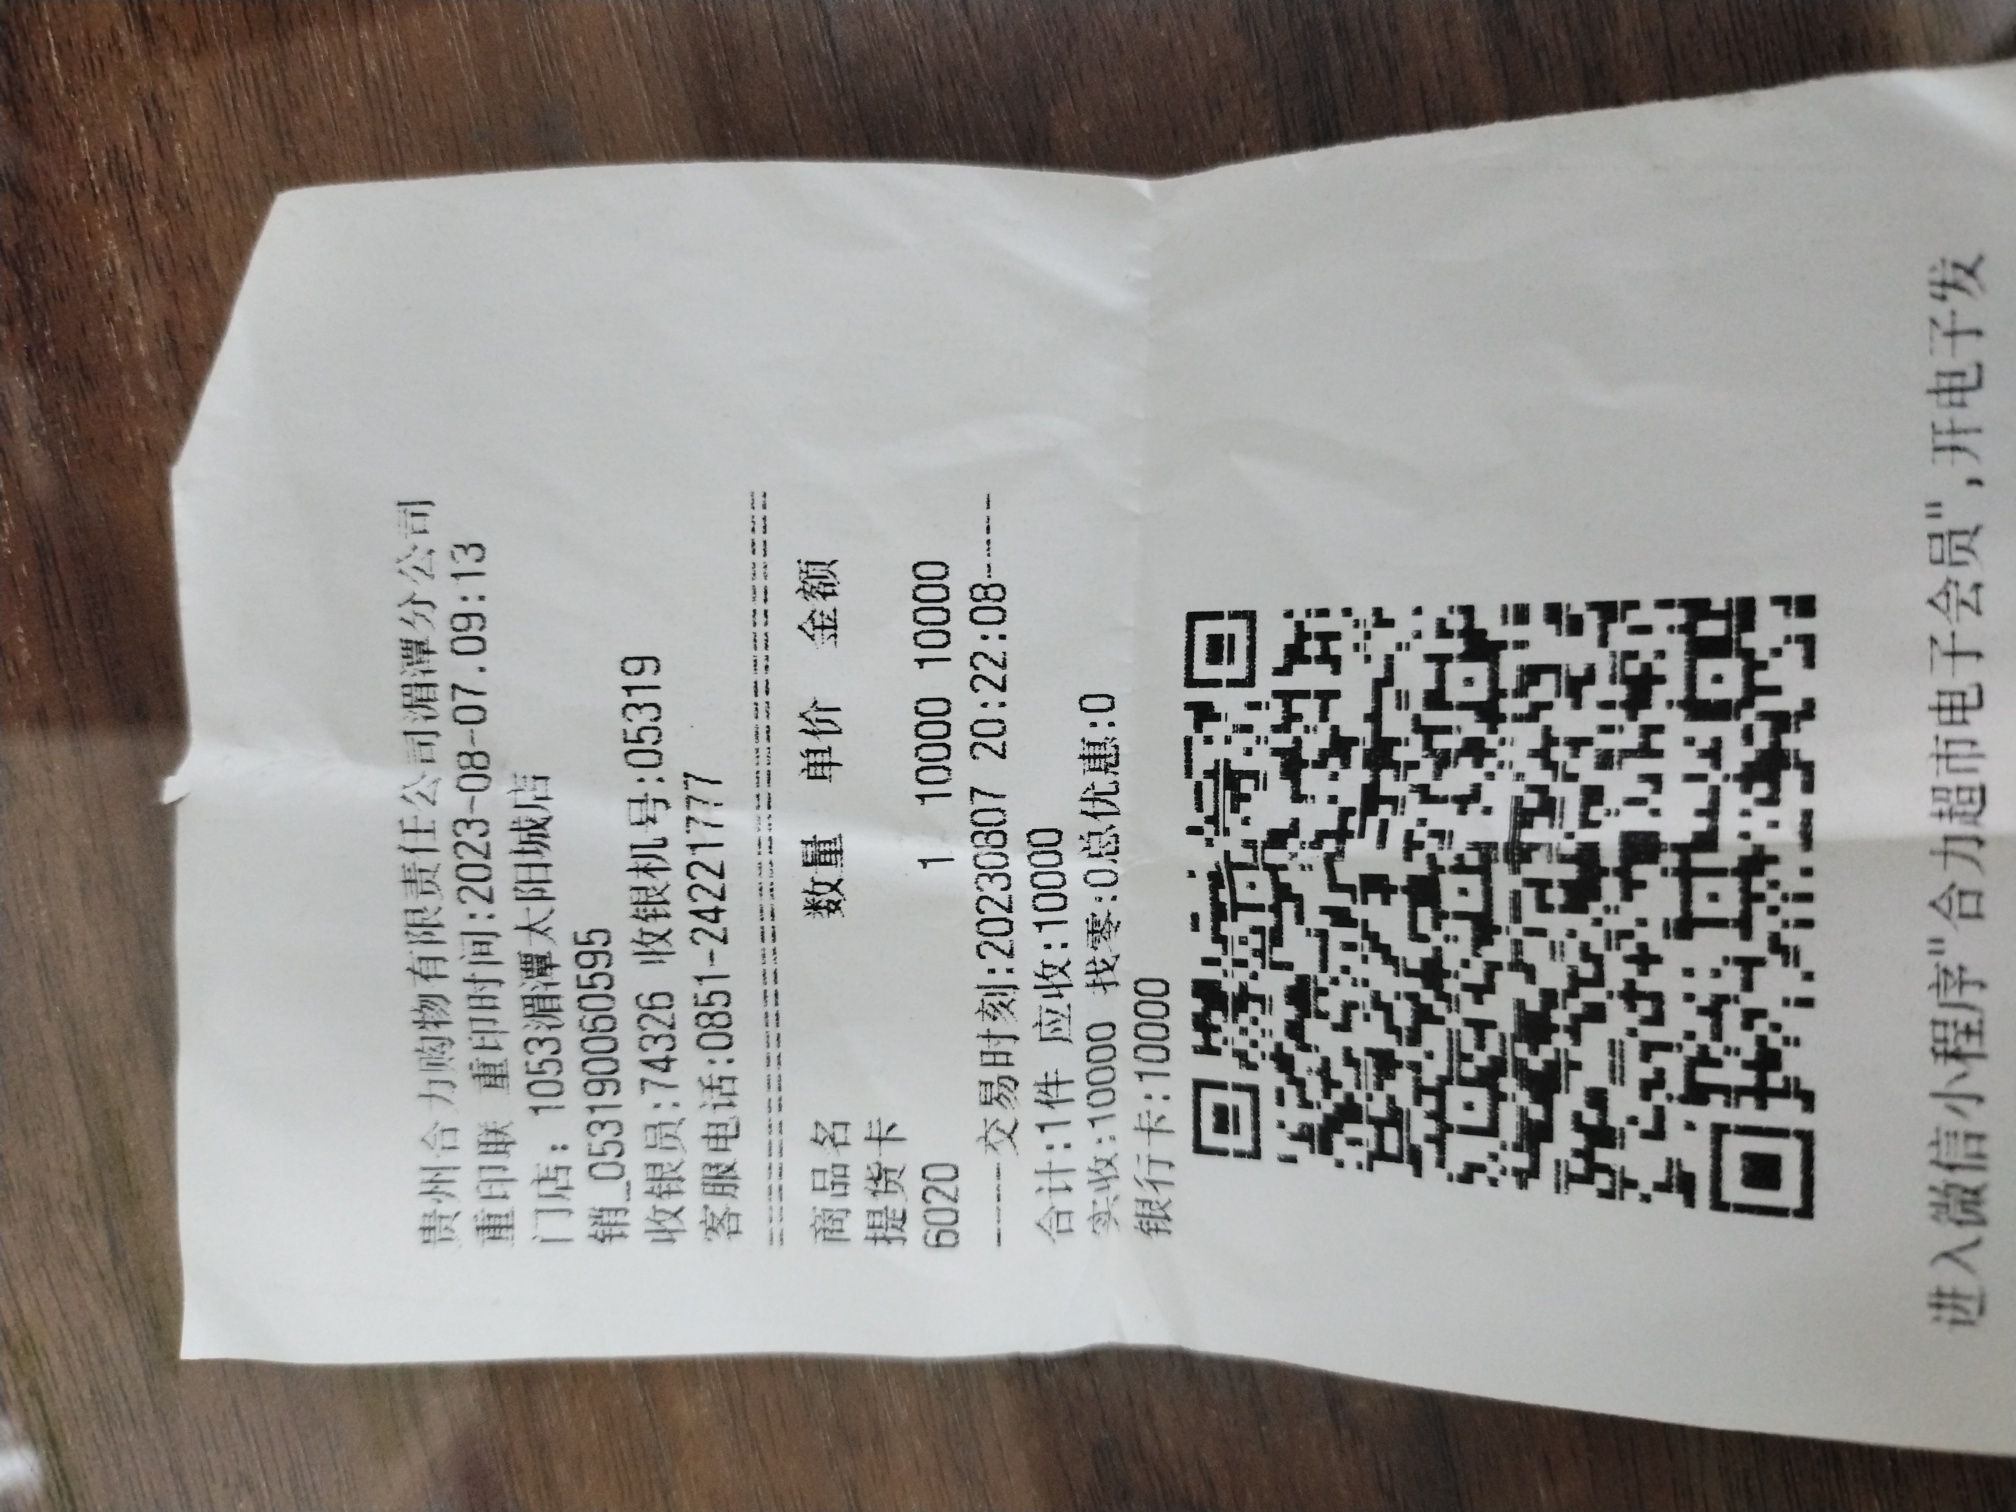 贵州合力购物有限责任公司湄潭分公司
重印联 重印时间:2023-08-07.09:13
门店: 1053湄潭太阳城店
销_053190060595
收银员:74326 收银机号:05319
客服电话:0851-24221777
==============================
商品名 数量 单价 金额
提货卡
6020 1 10000 10000
-----交易时刻:20230807 20:22:08-----
合计:1件 应收:10000
实收:10000 找零:0总优惠:0
银行卡:10000
进入微信小程序"合力超市电子会员",开电子发